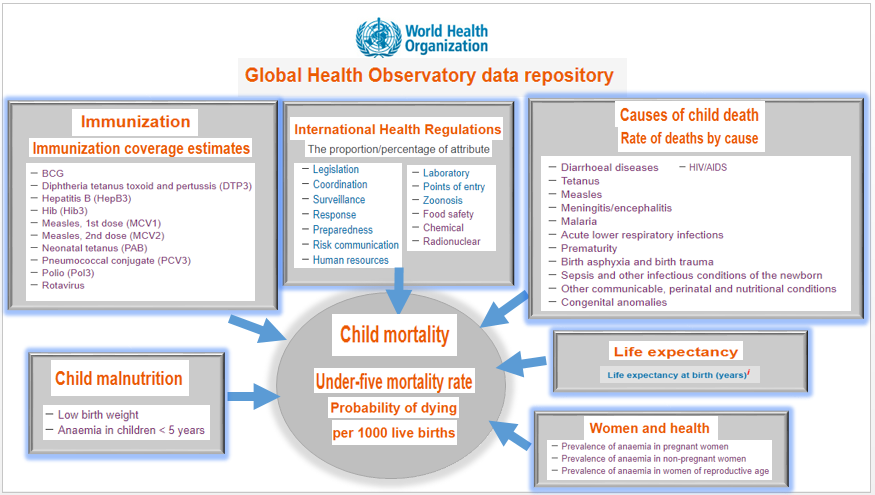 World Health
Organization
Global Health Observatory data repository
Immunization
Immunization coverage estimates
– BCG
– Diphtheria tetanus toxoid and pertussis (DTP3)
– Hepatitis B (HepB3)
– Hib (Hib3)
– Measles, 1st dose (MCV1)
– Measles, 2nd dose (MCV2)
– Neonatal tetanus (PAB)
– Pneumococcal conjugate (PCV3)
– Polio (Pol3)
– Rotavirus
International Health Regulations
The proportion/percentage of attribute
– Legislation
– Coordination
– Surveillance
– Response
– Preparedness
– Risk communication
– Human resources
– Laboratory
– Points of entry
– Zoonosis
– Food safety
– Chemical
– Radionuclear
Causes of child death
Rate of deaths by cause
– Diarrhoeal diseases – HIV/AIDS
– Tetanus
– Measles
– Meningitis/encephalitis
– Malaria
– Acute lower respiratory infections
– Prematurity
– Birth asphyxia and birth trauma
– Sepsis and other infectious conditions of the newborn
– Other communicable, perinatal and nutritional conditions
– Congenital anomalies
Child mortality
Under-five mortality rate
Probability of dying
per 1000 live births
Child malnutrition
– Low birth weight
– Anaemia in children < 5 years
Life expectancy
Life expectancy at birth (years) i
Women and health
– Prevalence of anaemia in pregnant women
– Prevalence of anaemia in non-pregnant women
– Prevalence of anaemia in women of reproductive age